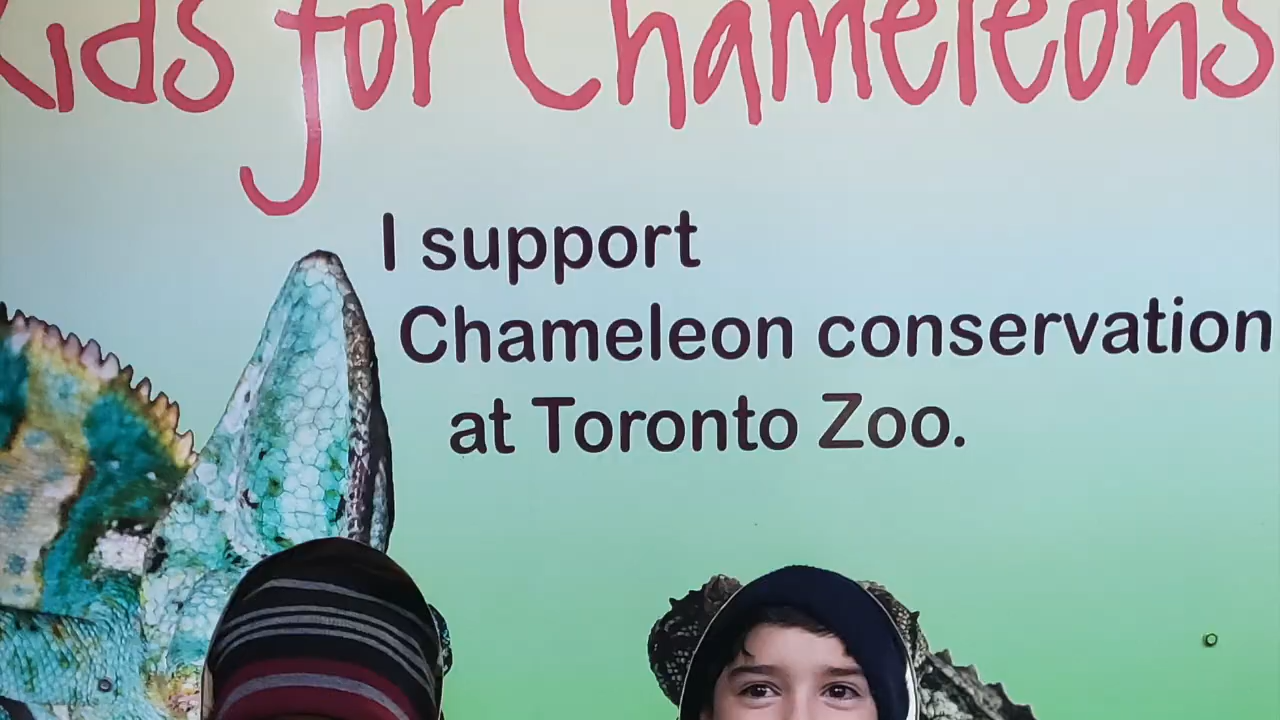 Kids for Chameleons
I support
Chameleon conservation
at Toronto Zoo.